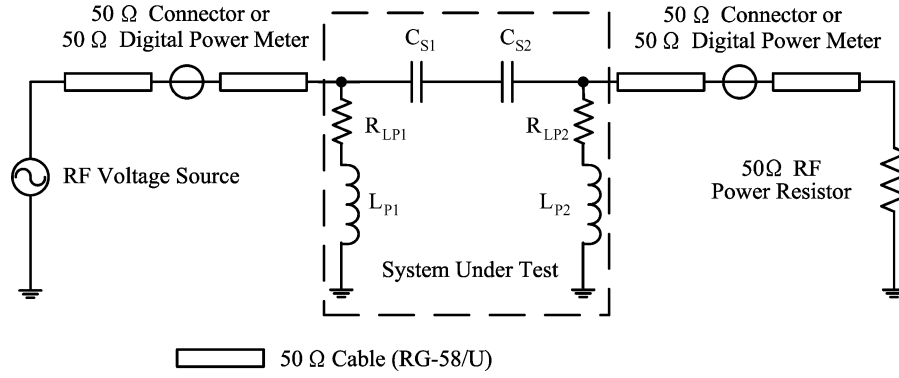 50 Ω Connector or
50 Ω Digital Power Meter
50 Ω Connector or
50 Ω Digital Power Meter
C_S1
C_S2
R_LP1
R_LP2
RF Voltage Source
50Ω RF
Power Resistor
L_P1
L_P2
System Under Test
50 Ω Cable (RG-58/U)